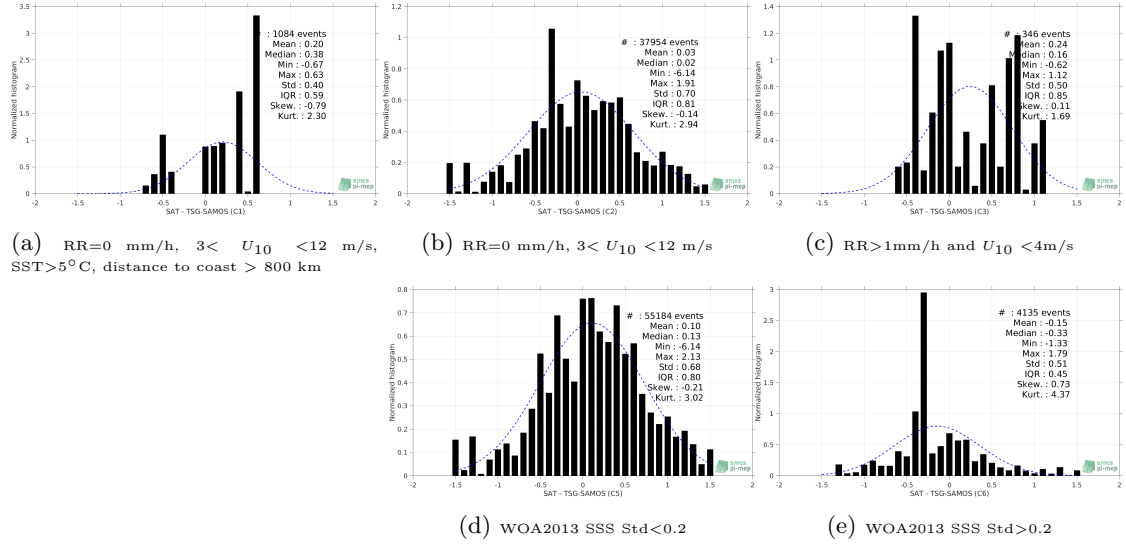 Normalized histogram
3.5
3
2.5
2
1.5
1
0.5
0
-2 -1.5 -1 -0.5 0 0.5 1 1.5 2
SAT - TSG-SAMOS (C1)
# : 1084 events
Mean : 0.20
Median : 0.38
Min : -0.67
Max : 0.63
Std : 0.40
IQR : 0.59
Skew. : -0.79
Kurt. : 2.30
smos
pi-mep
(a) RR=0 mm/h, 3< U10 <12 m/s,
SST>5°C, distance to coast > 800 km
Normalized histogram
1.2
1
0.8
0.6
0.4
0.2
0
-2 -1.5 -1 -0.5 0 0.5 1 1.5 2
SAT - TSG-SAMOS (C2)
# : 37954 events
Mean : 0.03
Median : 0.02
Min : -6.14
Max : 1.91
Std : 0.70
IQR : 0.81
Skew. : -0.14
Kurt. : 2.94
smos
pi-mep
(b) RR=0 mm/h, 3< U10 <12 m/s
Normalized histogram
1.4
1.2
1
0.8
0.6
0.4
0.2
0
-2 -1.5 -1 -0.5 0 0.5 1 1.5 2
SAT - TSG-SAMOS (C3)
# : 346 events
Mean : 0.24
Median : 0.16
Min : -0.62
Max : 1.12
Std : 0.50
IQR : 0.85
Skew. : 0.11
Kurt. : 1.69
smos
pi-mep
(c) RR>1mm/h and U10 <4m/s
Normalized histogram
0.8
0.7
0.6
0.5
0.4
0.3
0.2
0.1
0
-2 -1.5 -1 -0.5 0 0.5 1 1.5 2
SAT - TSG-SAMOS (C5)
# : 55184 events
Mean : 0.10
Median : 0.13
Min : -6.14
Max : 2.13
Std : 0.68
IQR : 0.80
Skew. : -0.21
Kurt. : 3.02
smos
pi-mep
(d) WOA2013 SSS Std<0.2
Normalized histogram
3
2.5
2
1.5
1
0.5
0
-2 -1.5 -1 -0.5 0 0.5 1 1.5 2
SAT - TSG-SAMOS (C6)
# : 4135 events
Mean : -0.15
Median : -0.33
Min : -1.33
Max : 1.79
Std : 0.51
IQR : 0.45
Skew. : 0.73
Kurt. : 4.37
smos
pi-mep
(e) WOA2013 SSS Std>0.2